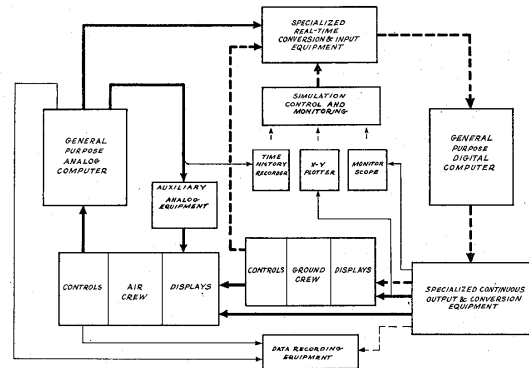 SPECIALIZED
REAL-TIME
CONVERSION & INPUT
EQUIPMENT
SIMULATION
CONTROL AND
MONITORING
GENERAL
PURPOSE
ANALOG
COMPUTER
TIME
HISTORY
RECORDER
X-Y
PLOTTER
MONITOR
SCOPE
GENERAL
PURPOSE
DIGITAL
COMPUTER
AUXILIARY
ANALOG
EQUIPMENT
CONTROLS
AIR
CREW
DISPLAYS
CONTROLS
GROUND
CREW
DISPLAYS
SPECIALIZED CONTINUOUS
OUTPUT & CONVERSION
EQUIPMENT
DATA RECORDING
EQUIPMENT